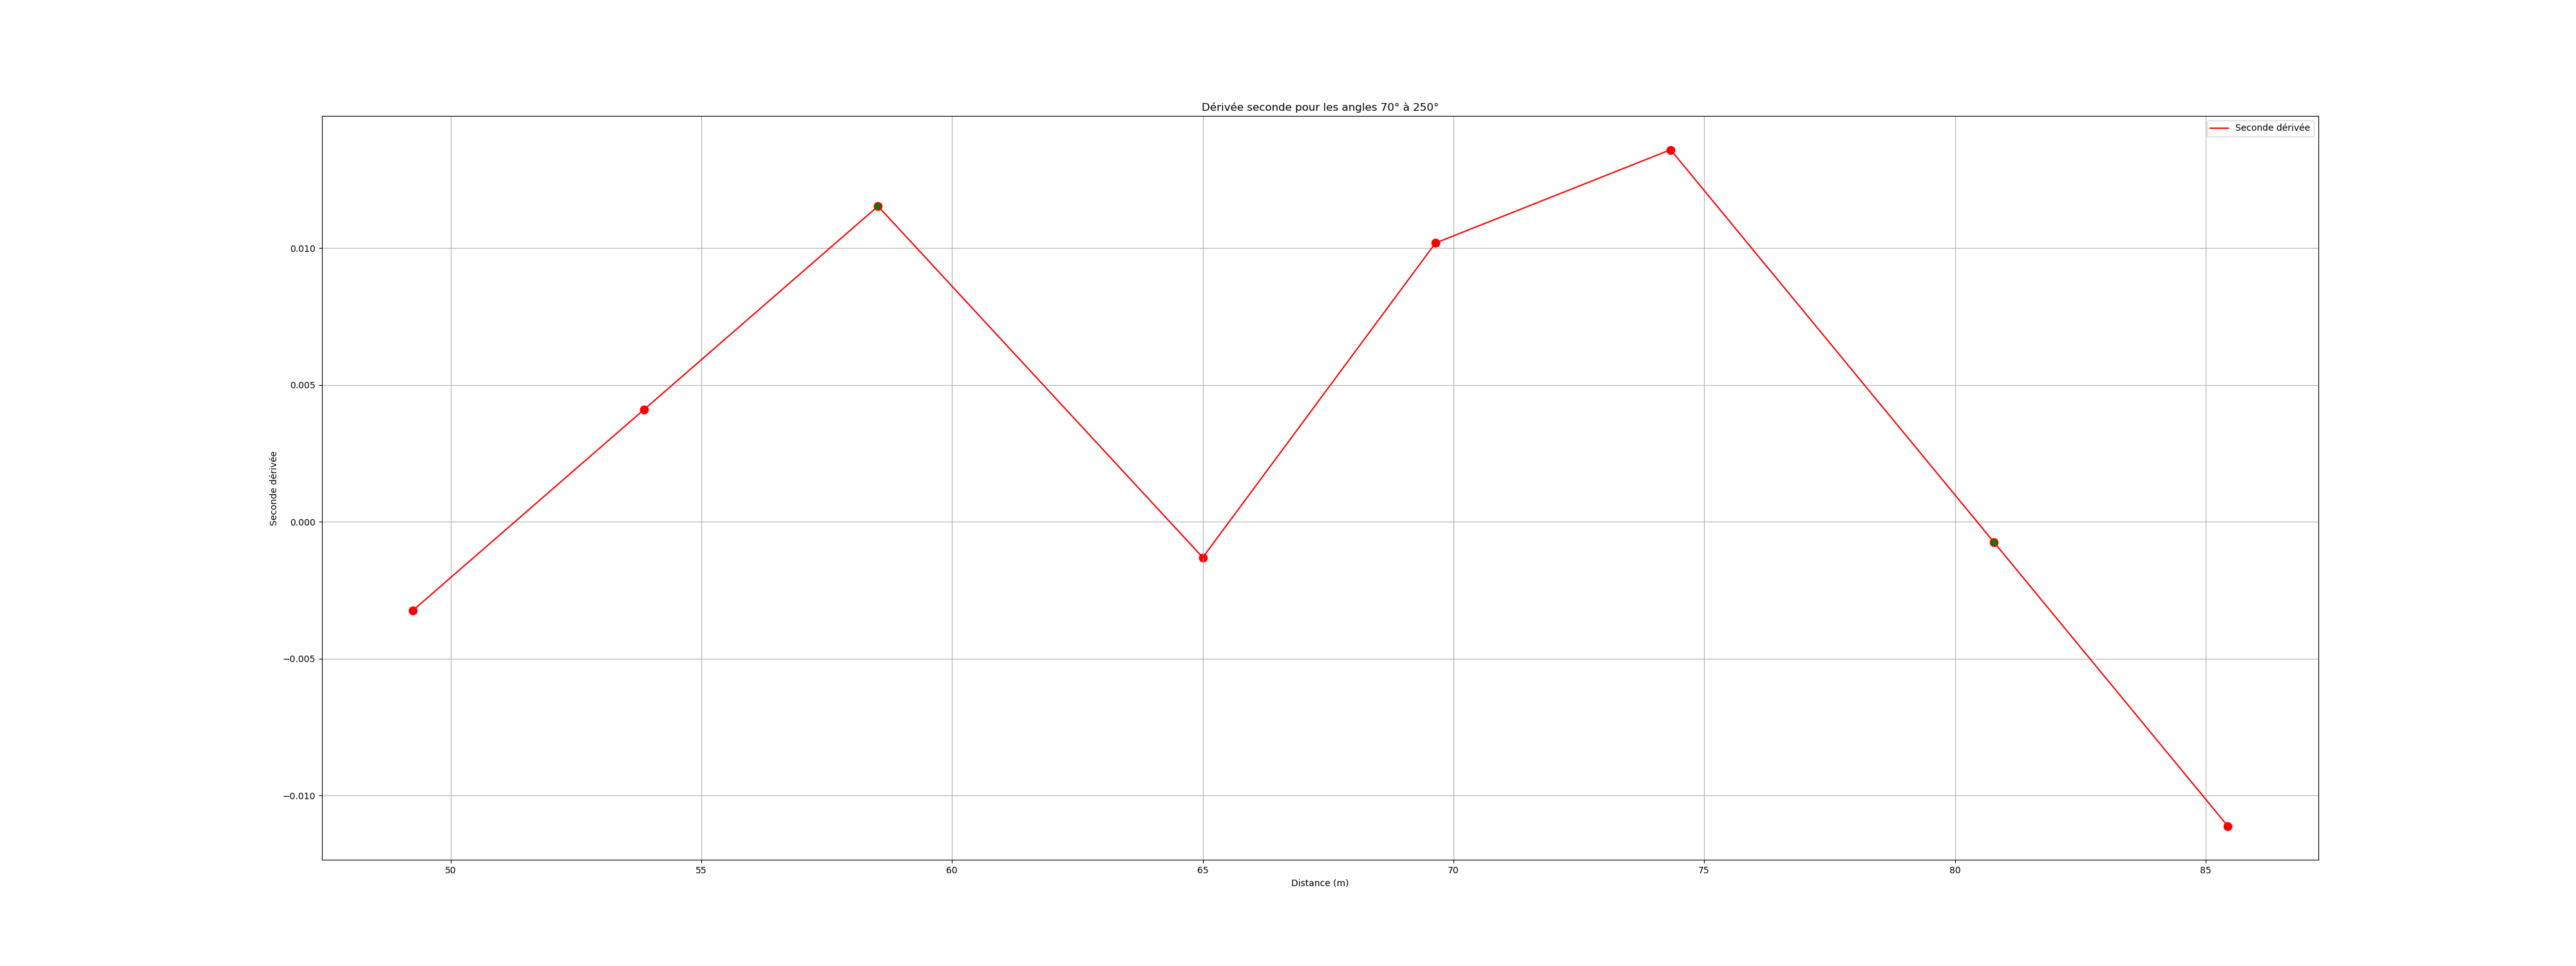 Dérivée seconde pour les angles 70° à 250°
Seconde dérivée
0.010
0.005
0.000
−0.005
−0.010
Seconde dérivée
50 55 60 65 70 75 80 85
Distance (m)